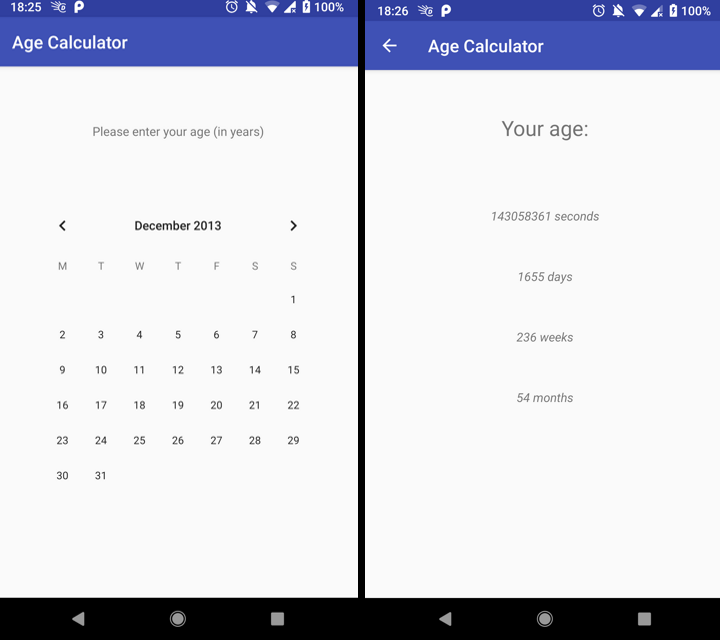 18:25 100%
Age Calculator
Please enter your age (in years)
December 2013
M T W T F S S
1
2 3 4 5 6 7 8
9 10 11 12 13 14 15
16 17 18 19 20 21 22
23 24 25 26 27 28 29
30 31
18:26 100%
Age Calculator
Your age:
143058361 seconds
1655 days
236 weeks
54 months